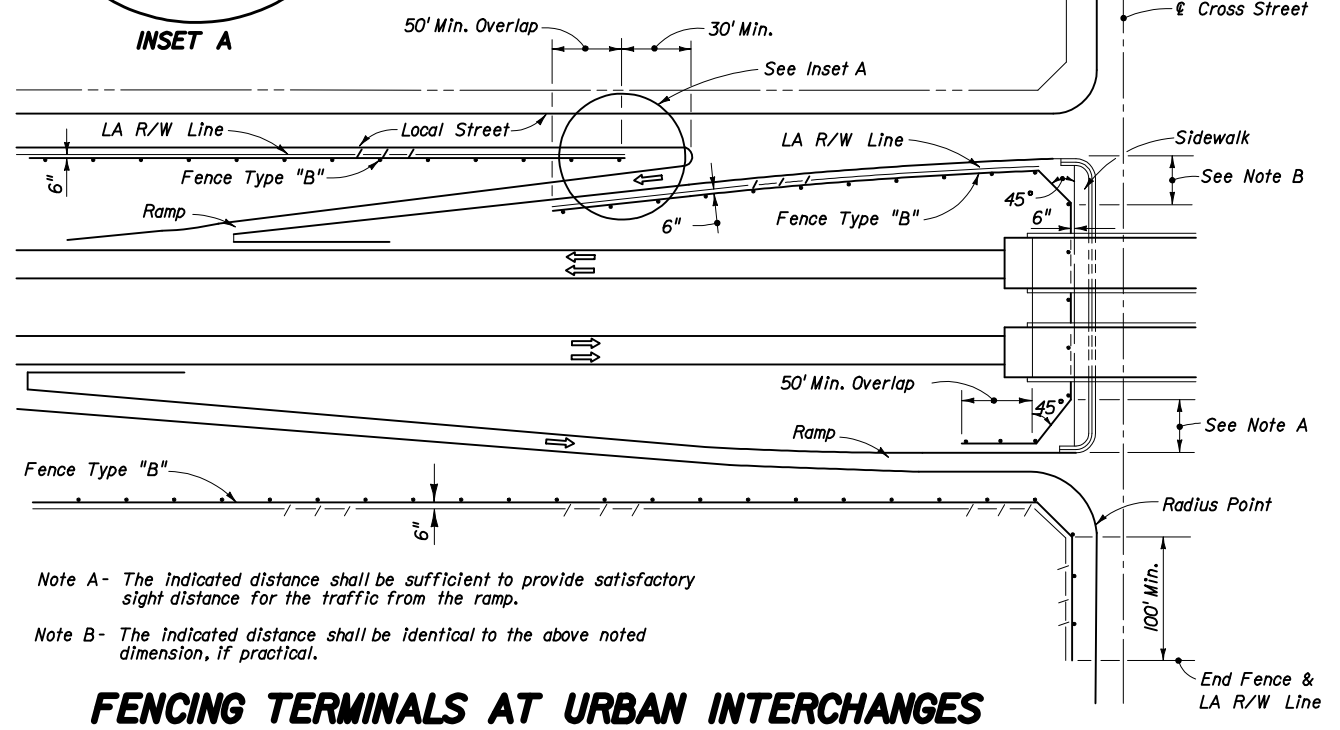 INSET A
50' Min. Overlap
30' Min.
℄ Cross Street
See Inset A
LA R/W Line
Local Street
LA R/W Line
Sidewalk
6"
Fence Type "B"
See Note B
45°
Ramp
6"
Fence Type "B"
6"
50' Min. Overlap
45°
See Note A
Ramp
Fence Type "B"
6"
Radius Point
100' Min.
Note A- The indicated distance shall be sufficient to provide satisfactory
sight distance for the traffic from the ramp.
Note B- The indicated distance shall be identical to the above noted
dimension, if practical.
End Fence &
LA R/W Line
FENCING TERMINALS AT URBAN INTERCHANGES